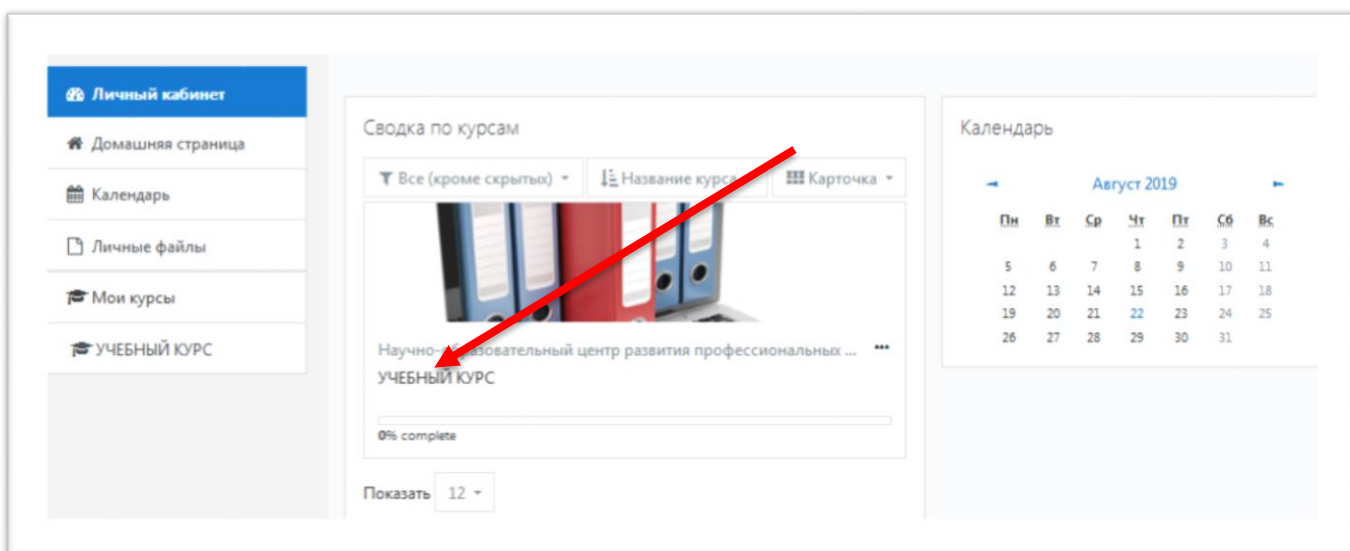 Личный кабинет
Домашняя страница
Календарь
Личные файлы
Мои курсы
УЧЕБНЫЙ КУРС
Сводка по курсам
Все (кроме скрытых) Название курса Карточка
Научно-образовательный центр развития профессиональных ... •••
УЧЕБНЫЙ КУРС
0% complete
Показать 12
Календарь
Август 2019
Пн Вт Ср Чт Пт Сб Вс
1 2 3 4
5 6 7 8 9 10 11
12 13 14 15 16 17 18
19 20 21 22 23 24 25
26 27 28 29 30 31